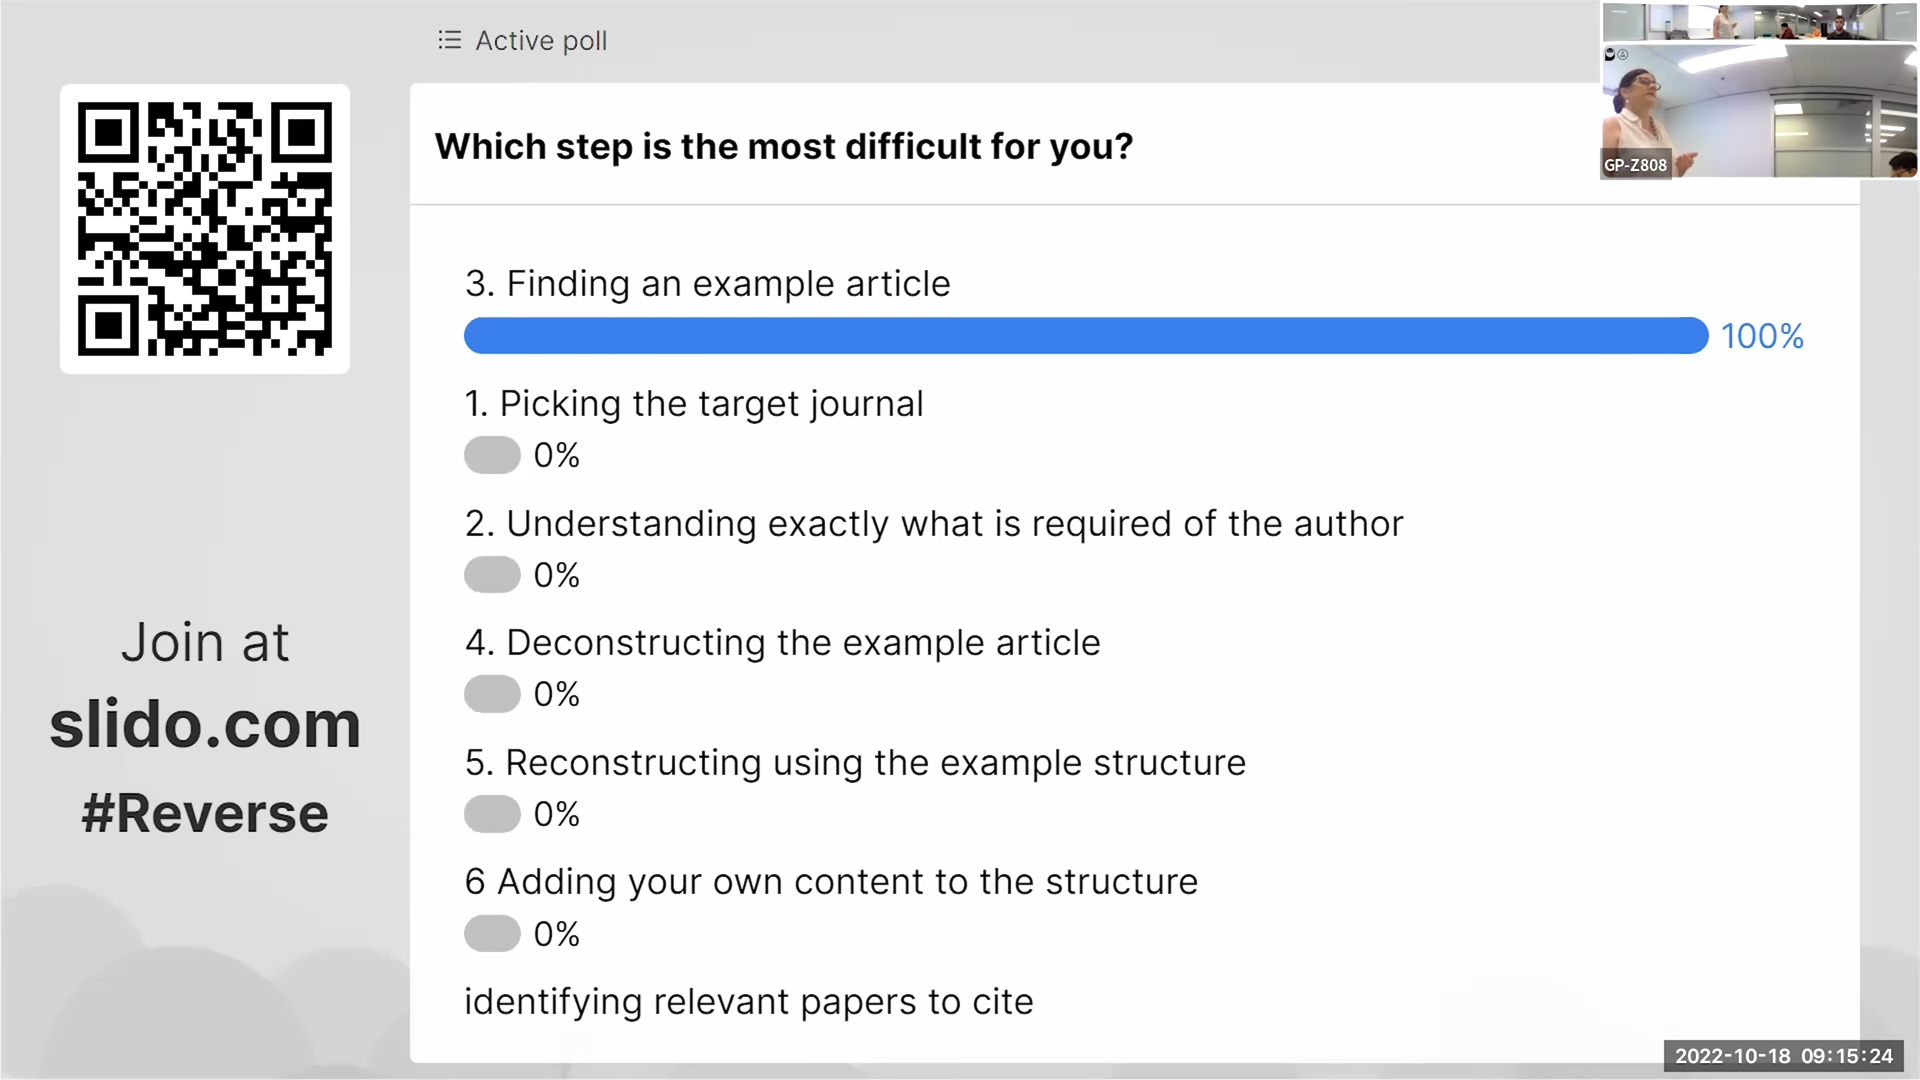 Active poll
Which step is the most difficult for you?
3. Finding an example article
100%
1. Picking the target journal
0%
2. Understanding exactly what is required of the author
0%
4. Deconstructing the example article
0%
5. Reconstructing using the example structure
0%
6 Adding your own content to the structure
0%
identifying relevant papers to cite
Join at
slido.com
#Reverse
GP-Z808
2022-10-18 09:15:24